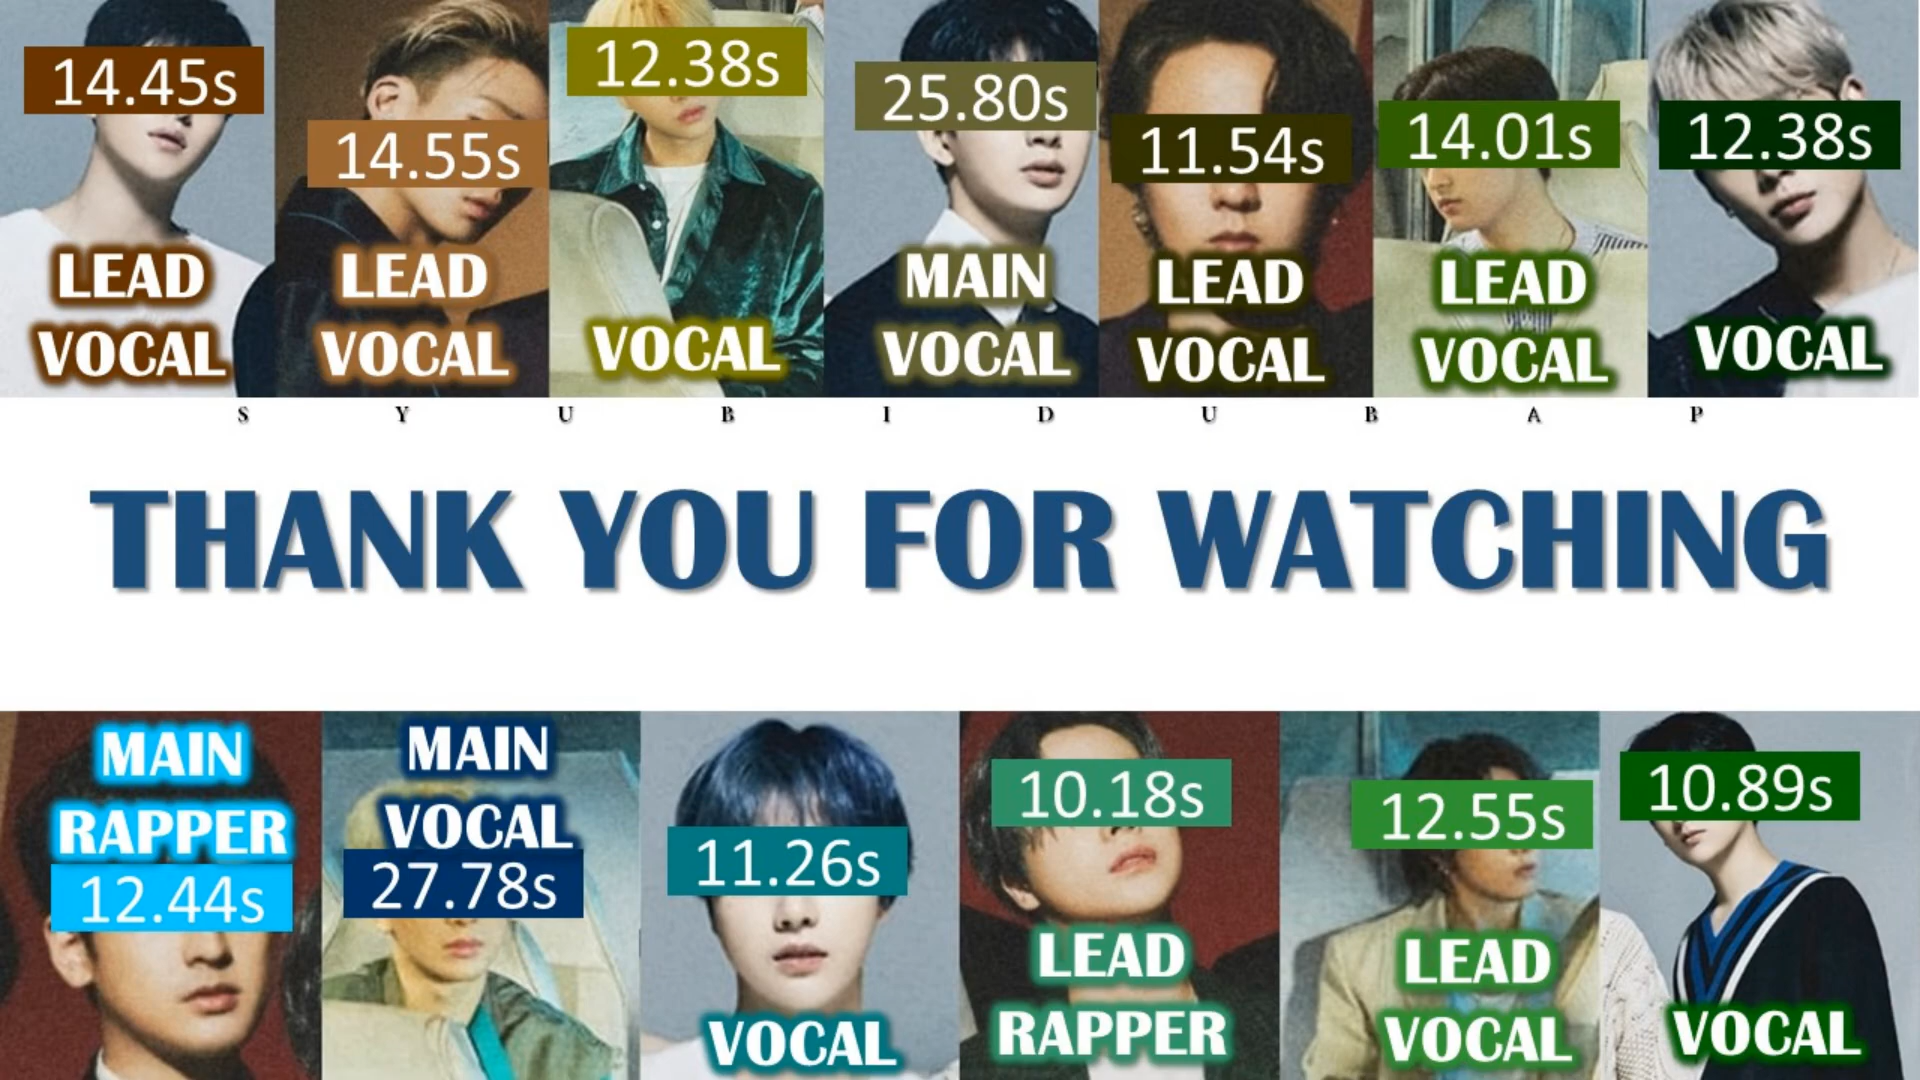 14.45s
14.55s
12.38s
25.80s
11.54s
14.01s
12.38s
LEAD
VOCAL
LEAD
VOCAL
VOCAL
MAIN
VOCAL
LEAD
VOCAL
LEAD
VOCAL
VOCAL
S Y U B I D U B A P
THANK YOU FOR WATCHING
MAIN
RAPPER
12.44s
MAIN
VOCAL
27.78s
11.26s
VOCAL
10.18s
LEAD
RAPPER
12.55s
LEAD
VOCAL
10.89s
VOCAL